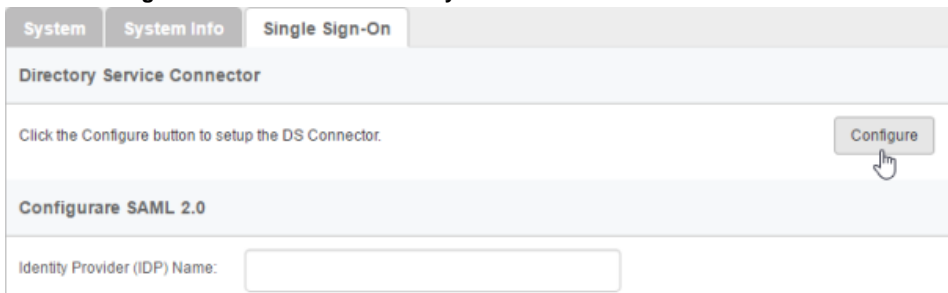 System System Info Single Sign-On
Directory Service Connector
Click the Configure button to setup the DS Connector. Configure
Configurare SAML 2.0
Identity Provider (IDP) Name: